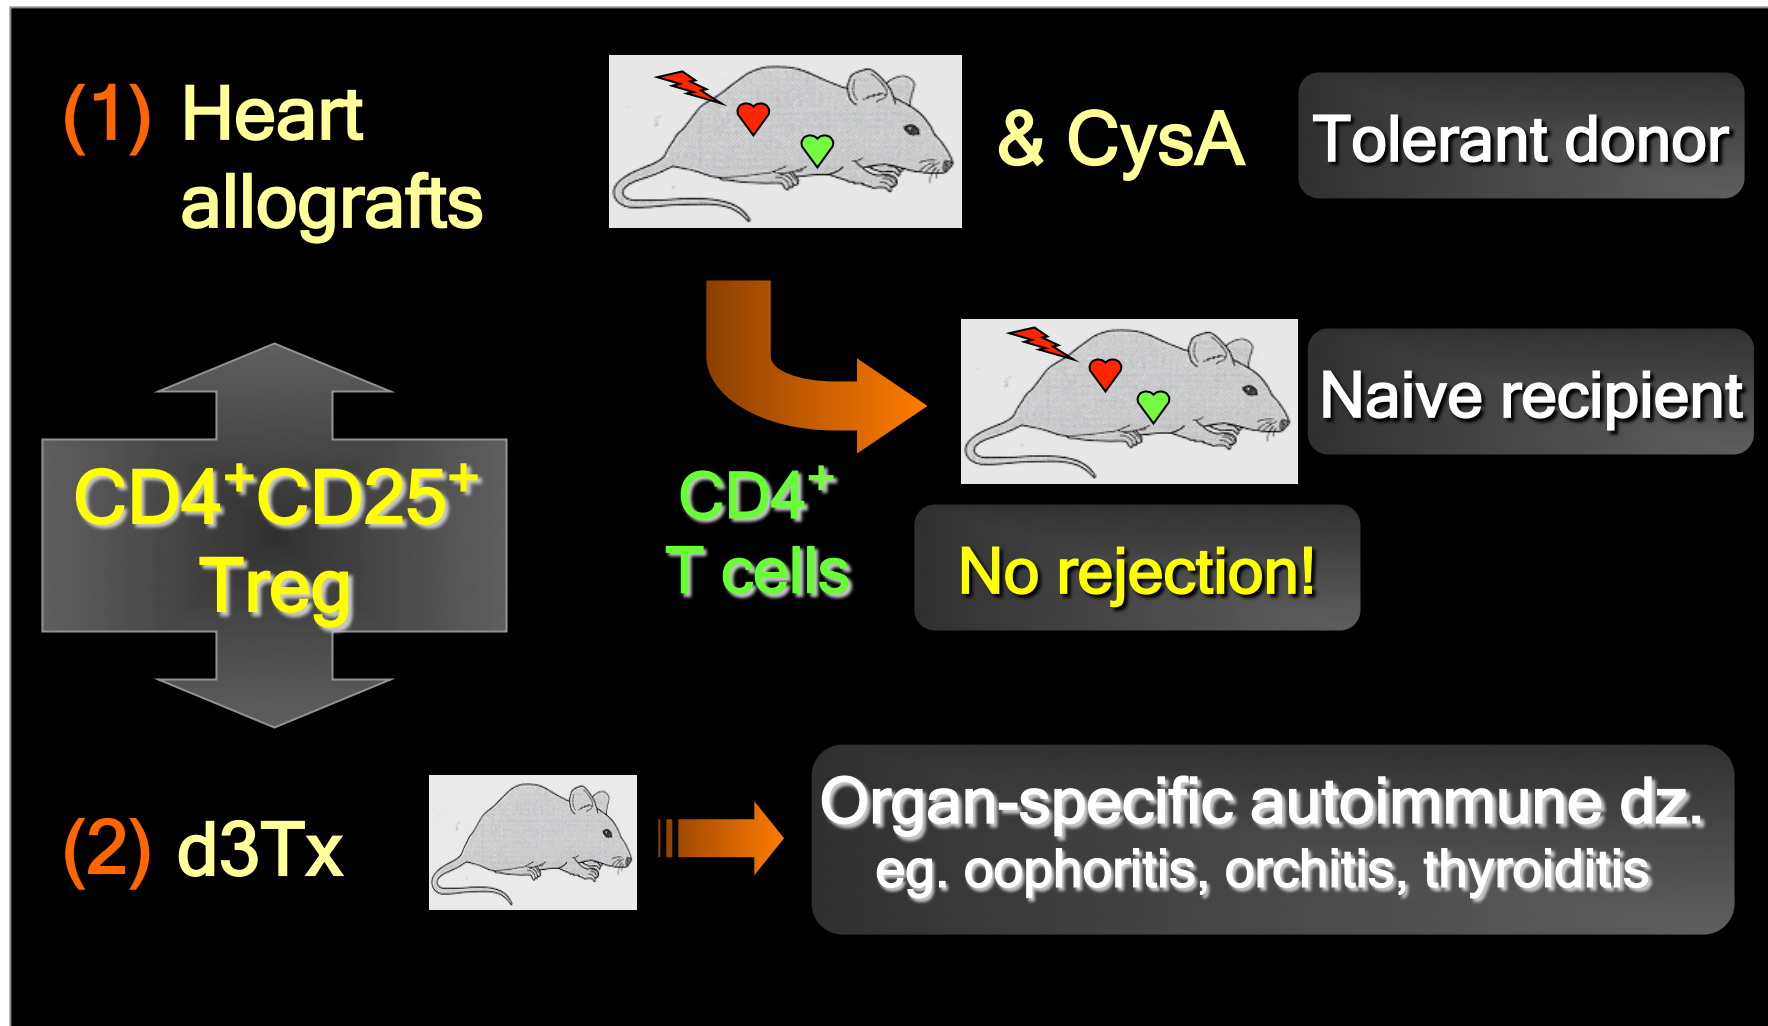 (1) Heart
allografts
& CysA
Tolerant donor
Naive recipient
CD4⁺CD25⁺
Treg
CD4⁺
T cells
No rejection!
(2) d3Tx
Organ-specific autoimmune dz.
eg. oophoritis, orchitis, thyroiditis